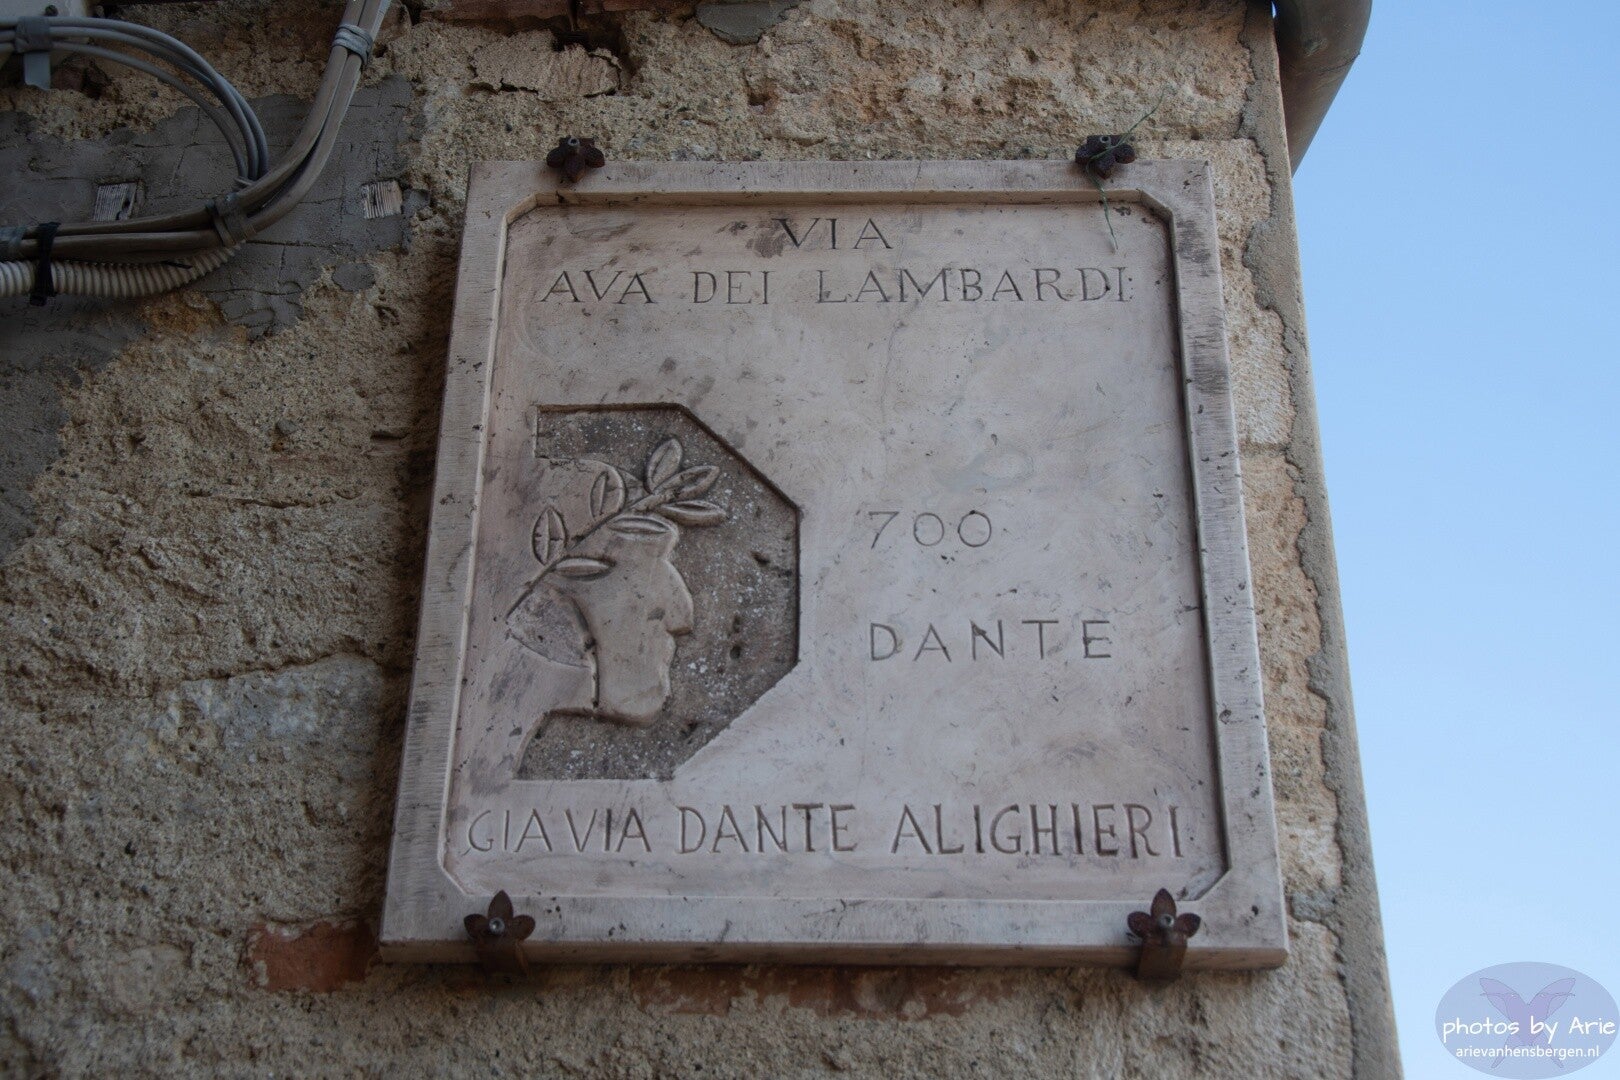 VIA
AVA DEI LAMBARDI
700
DANTE
GIA VIA DANTE ALIGHIERI
photos by Arie
arievanhensbergen.nl